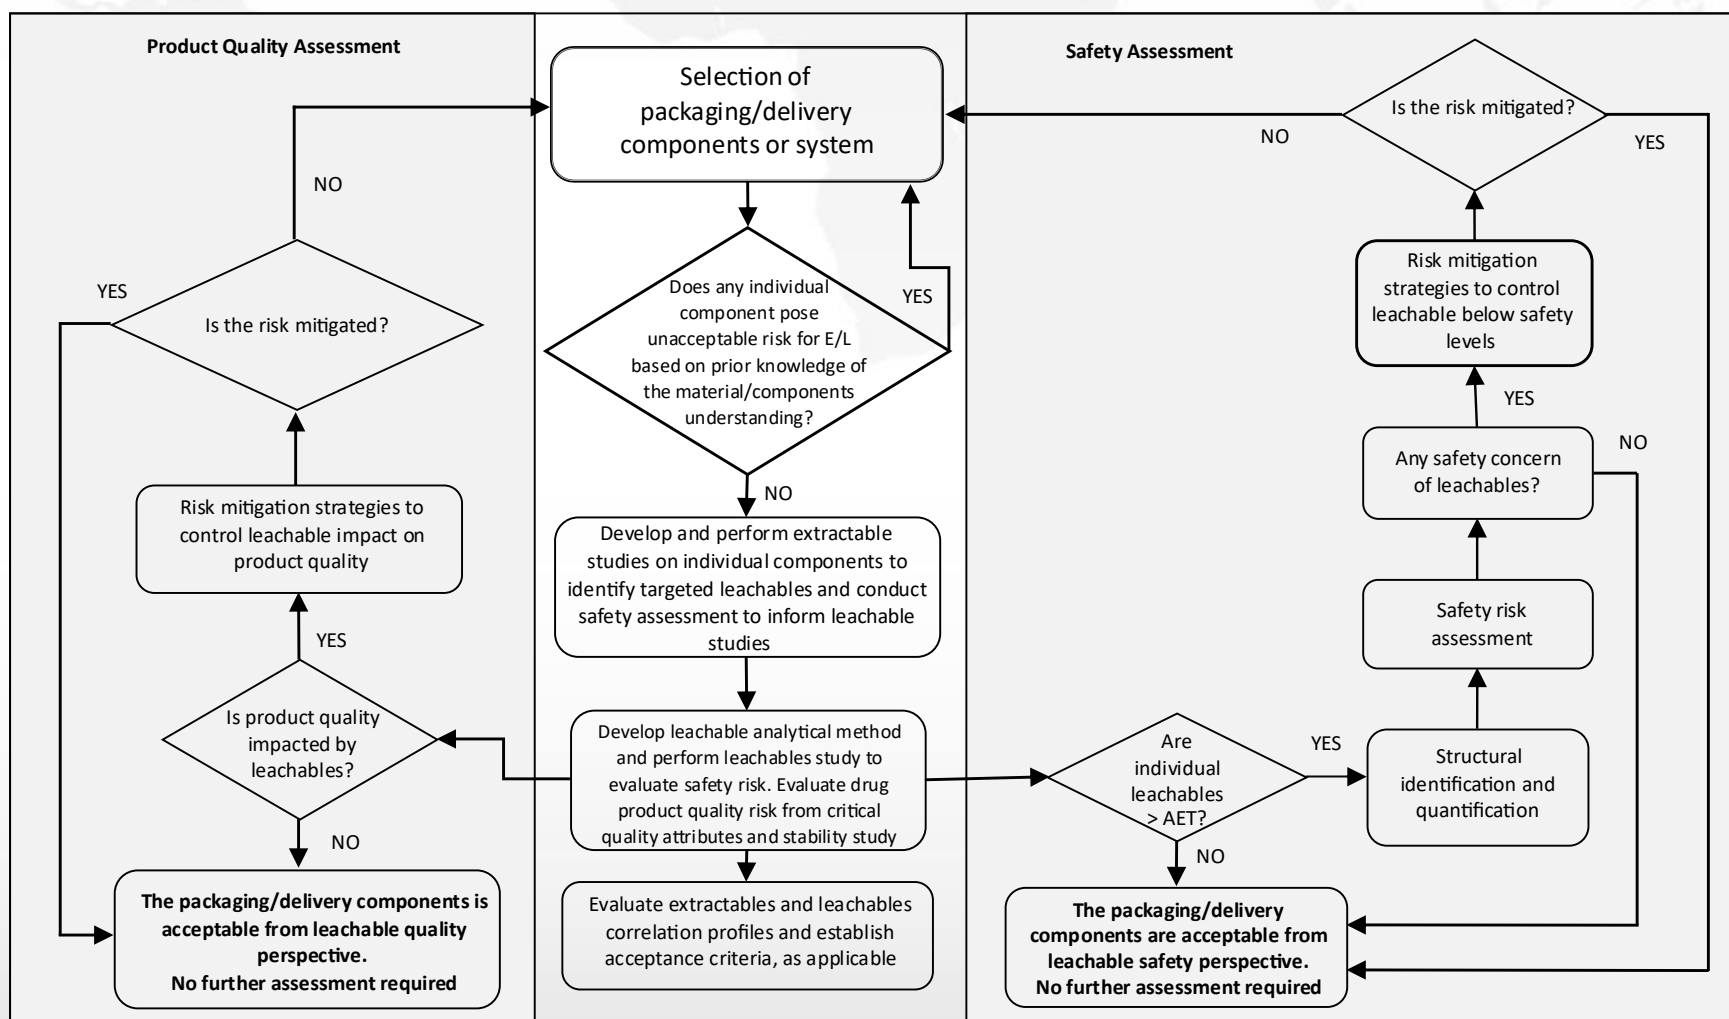 Product Quality Assessment
NO
YES
Is the risk mitigated?
Risk mitigation strategies to
control leachable impact on
product quality
YES
Is product quality
impacted by
leachables?
NO
The packaging/delivery components is
acceptable from leachable quality
perspective.
No further assessment required
Selection of
packaging/delivery
components or system
Does any individual
component pose
unacceptable risk for E/L
based on prior knowledge of
the material/components
understanding?
YES
NO
Develop and perform extractable
studies on individual components to
identify targeted leachables and conduct
safety assessment to inform leachable
studies
Develop leachable analytical method
and perform leachables study to
evaluate safety risk. Evaluate drug
product quality risk from critical
quality attributes and stability study
Evaluate extractables and leachables
correlation profiles and establish
acceptance criteria, as applicable
Safety Assessment
Is the risk mitigated?
NO
YES
Risk mitigation
strategies to control
leachable below safety
levels
YES
Any safety concern
of leachables?
NO
Safety risk
assessment
Structural
identification and
quantification
YES
Are
individual
leachables
> AET?
NO
The packaging/delivery
components are acceptable from
leachable safety perspective.
No further assessment required